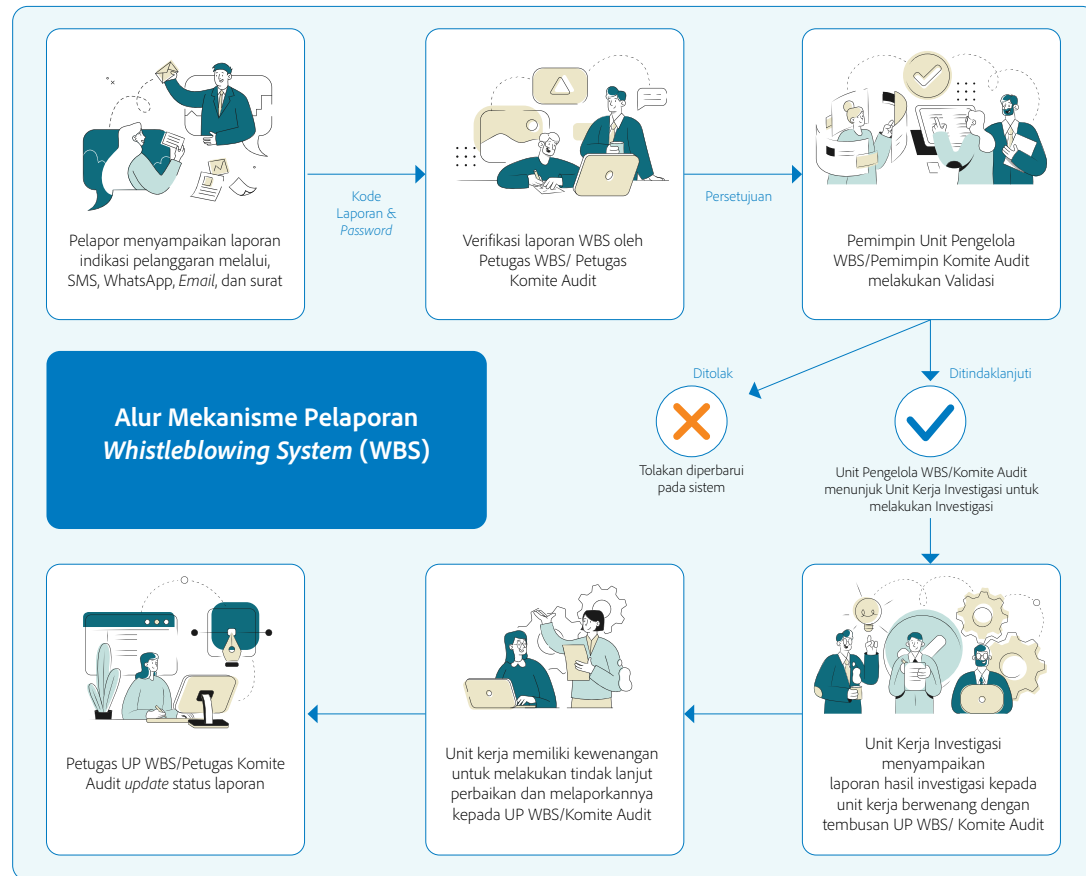 Pelapor menyampaikan laporan
indikasi pelanggaran melalui,
SMS, WhatsApp, Email, dan surat
Kode
Laporan &
Password
Verifikasi laporan WBS oleh
Petugas WBS/ Petugas
Komite Audit
Persetujuan
Pemimpin Unit Pengelola
WBS/Pemimpin Komite Audit
melakukan Validasi
Alur Mekanisme Pelaporan
Whistleblowing System (WBS)
Ditolak
Tolakan diperbarui
pada sistem
Ditindaklanjuti
Unit Pengelola WBS/Komite Audit
menunjuk Unit Kerja Investigasi untuk
melakukan Investigasi
Unit Kerja Investigasi
menyampaikan
laporan hasil investigasi kepada
unit kerja berwenang dengan
tembusan UP WBS/ Komite Audit
Unit kerja memiliki kewenangan
untuk melakukan tindak lanjut
perbaikan dan melaporkannya
kepada UP WBS/Komite Audit
Petugas UP WBS/Petugas Komite
Audit update status laporan